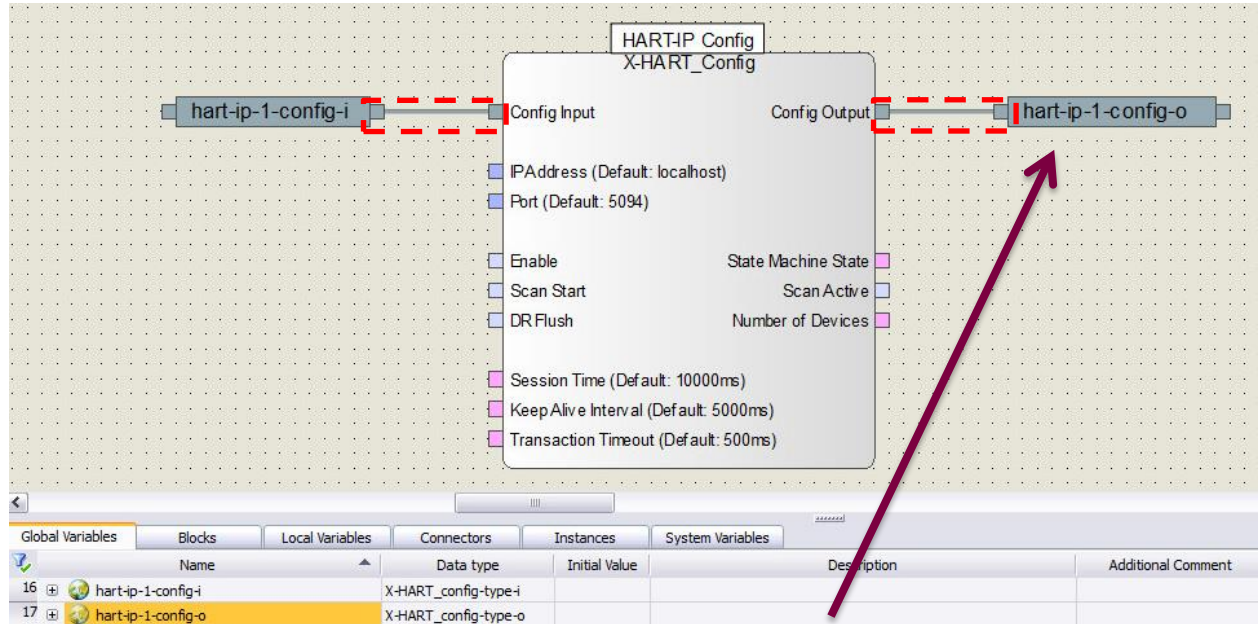 HART-IP Config
X-HART_Config
hart-ip-1-config-i
Config Input
Config Output
hart-ip-1-config-o
IPAddress (Default: localhost)
Port (Default: 5094)
Enable
State Machine State
Scan Start
Scan Active
DR Flush
Number of Devices
Session Time (Default: 10000ms)
Keep Alive Interval (Default: 5000ms)
Transaction Timeout (Default: 500ms)
Global Variables Blocks Local Variables Connectors Instances System Variables
Name Data type Initial Value Description Additional Comment
16 hart-ip-1-config-i X-HART_config-type-i
17 hart-ip-1-config-o X-HART_config-type-o